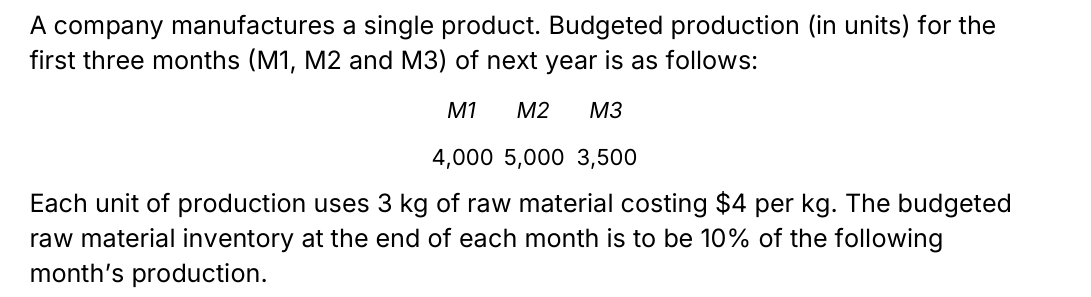 A company manufactures a single product. Budgeted production (in units) for the
first three months (M1, M2 and M3) of next year is as follows:
M1 M2 M3
4,000 5,000 3,500
Each unit of production uses 3 kg of raw material costing $4 per kg. The budgeted
raw material inventory at the end of each month is to be 10% of the following
month’s production.